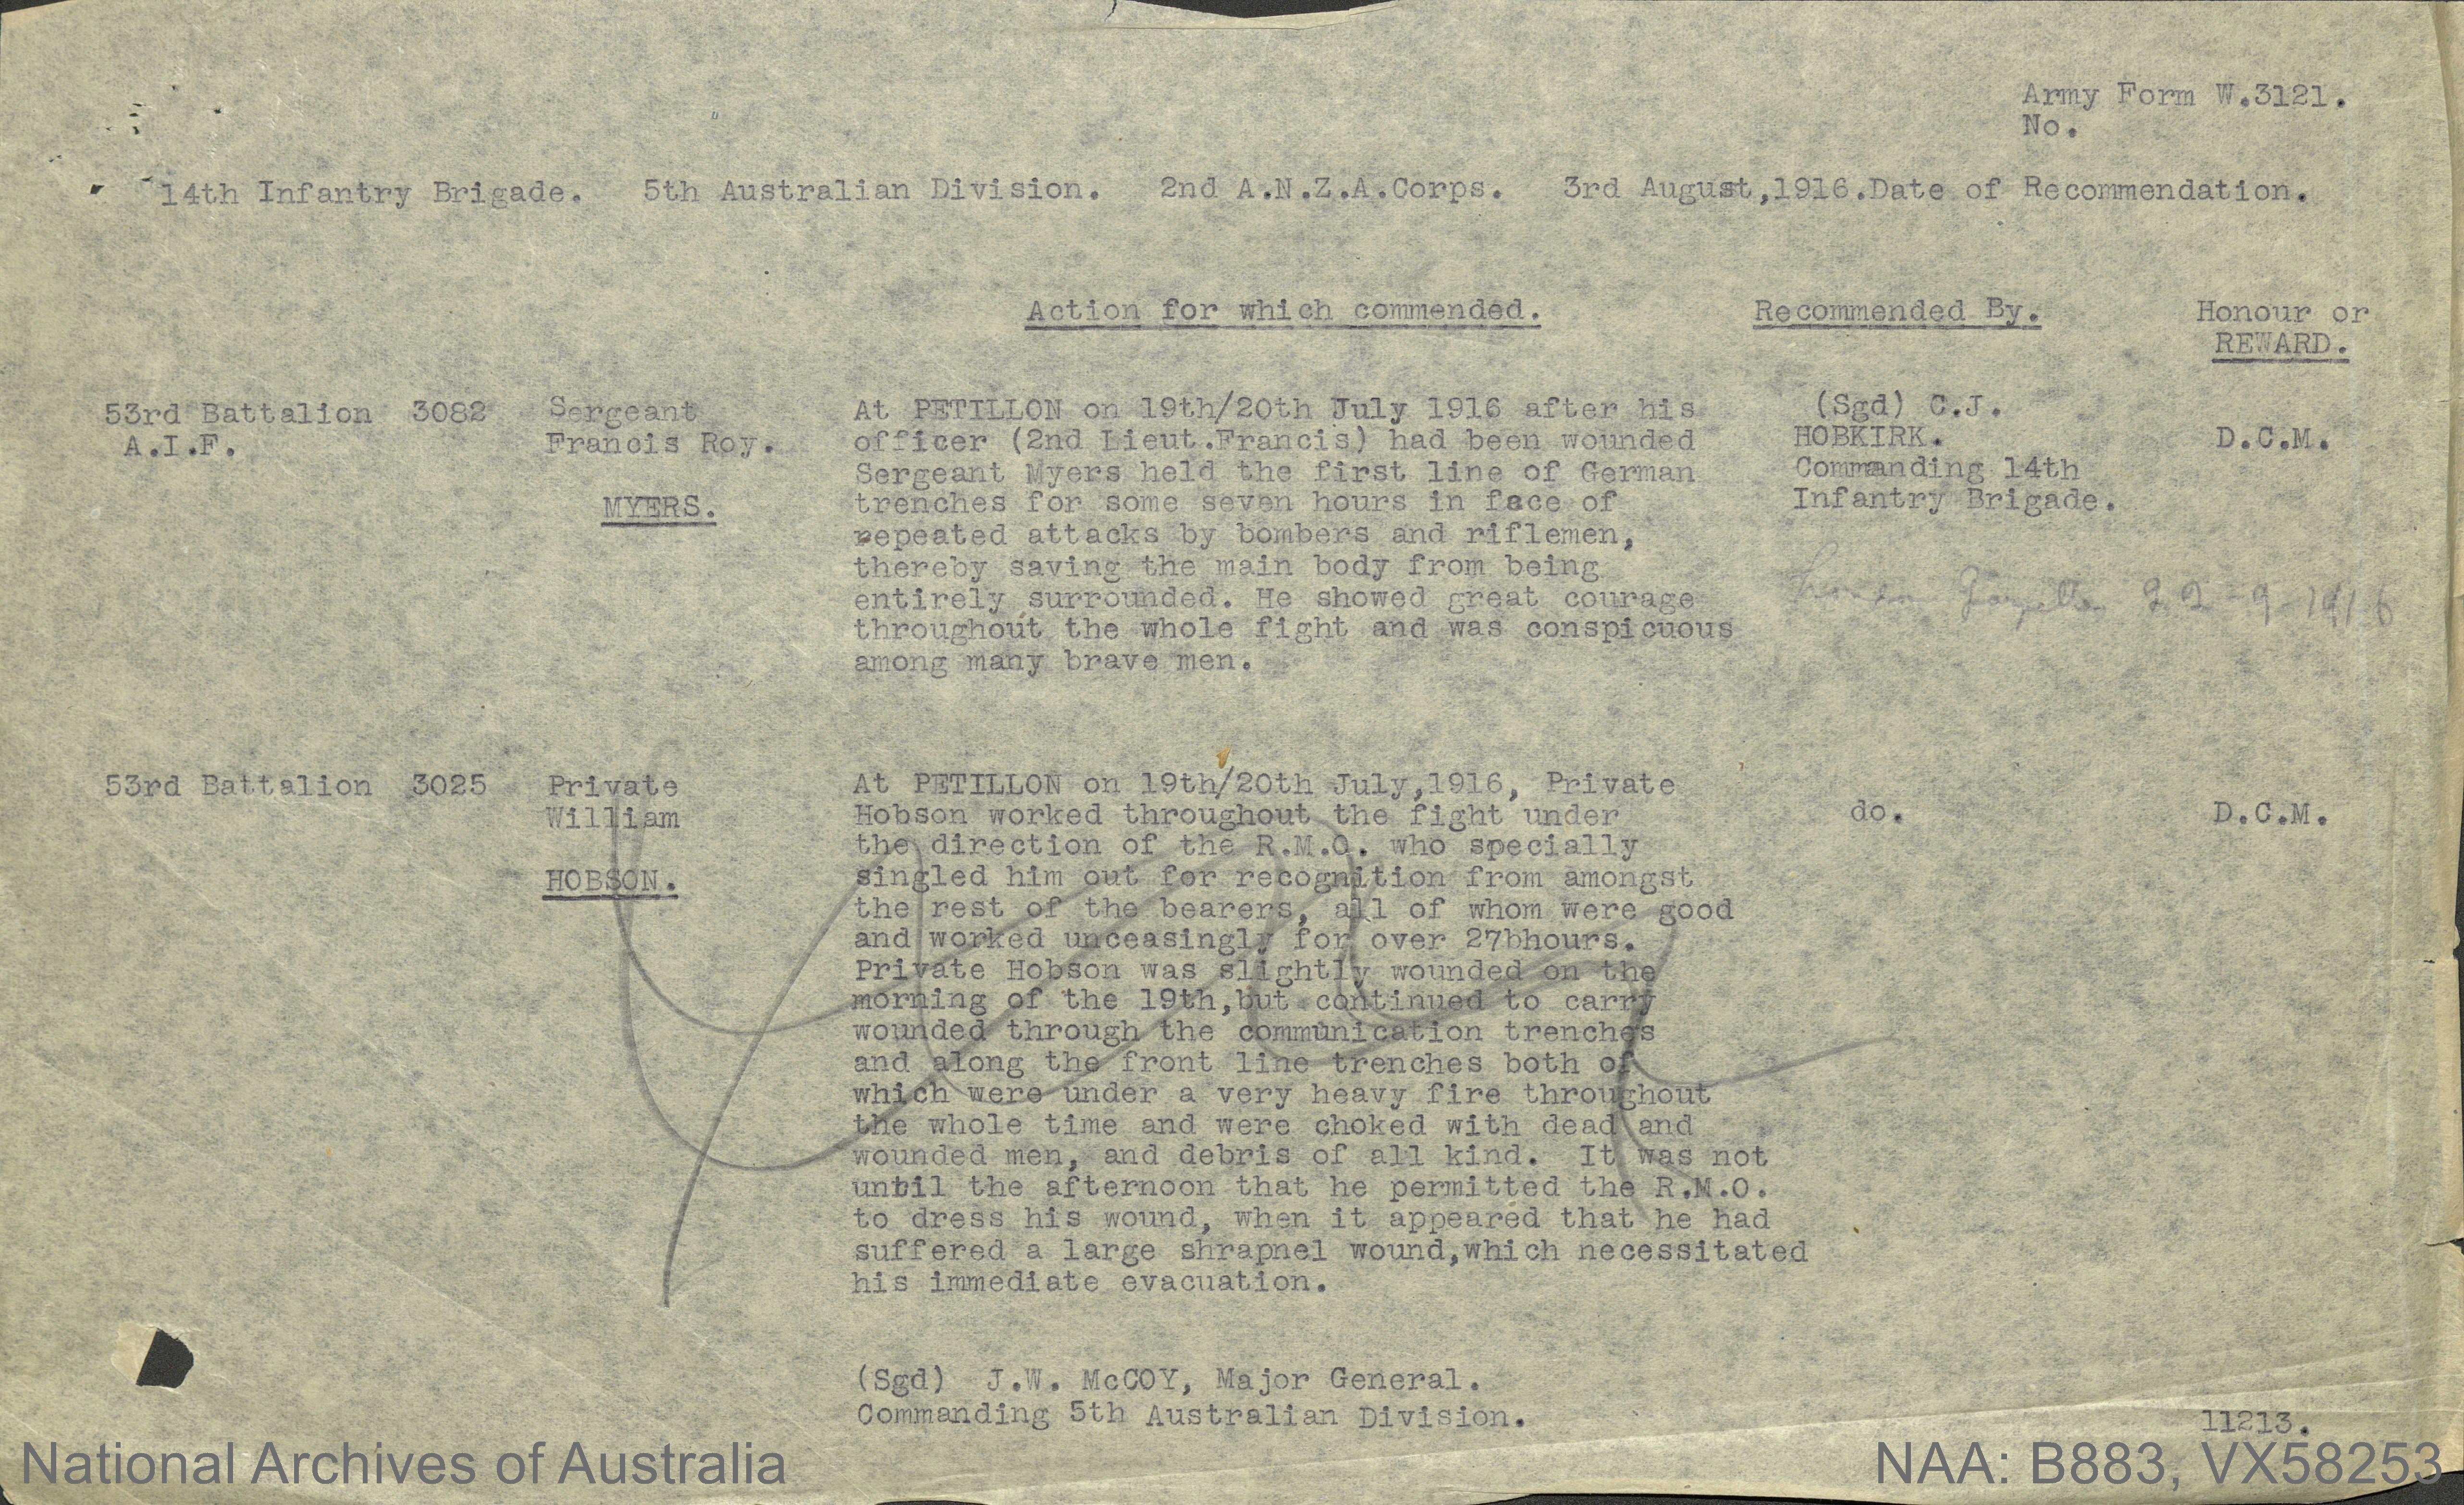 Army Form W.3121.
No.
14th Infantry Brigade. 5th Australian Division. 2nd A.N.Z.A.Corps. 3rd August,1916.Date of Recommendation.
Action for which commended. Recommended By. Honour or
REWARD.
53rd Battalion 3082 Sergeant
A.I.F. Francis Roy.
MYERS.
At PETILLON on 19th/20th July 1916 after his
officer (2nd Lieut.Francis) had been wounded
Sergeant Myers held the first line of German
trenches for some seven hours in face of
repeated attacks by bombers and riflemen,
thereby saving the main body from being
entirely surrounded. He showed great courage
throughout the whole fight and was conspicuous
among many brave men.
(Sgd) C.J.
HOBKIRK.
Commanding 14th
Infantry Brigade.
D.C.M.
London Gazette 22-9-1916
53rd Battalion 3025 Private
William
HOBSON.
At PETILLON on 19th/20th July,1916, Private
Hobson worked throughout the fight under
the direction of the R.M.O. who specially
singled him out for recognition from amongst
the rest of the bearers, all of whom were good
and worked unceasingly for over 27bhours.
Private Hobson was slightly wounded on the
morning of the 19th,but continued to carry
wounded through the communication trenches
and along the front line trenches both of
which were under a very heavy fire throughout
the whole time and were choked with dead and
wounded men, and debris of all kind. It was not
until the afternoon that he permitted the R.M.O.
to dress his wound, when it appeared that he had
suffered a large shrapnel wound,which necessitated
his immediate evacuation.
do.
D.C.M.
(Sgd) J.W. McCOY, Major General.
Commanding 5th Australian Division.
11213.
National Archives of Australia
NAA: B883, VX58253